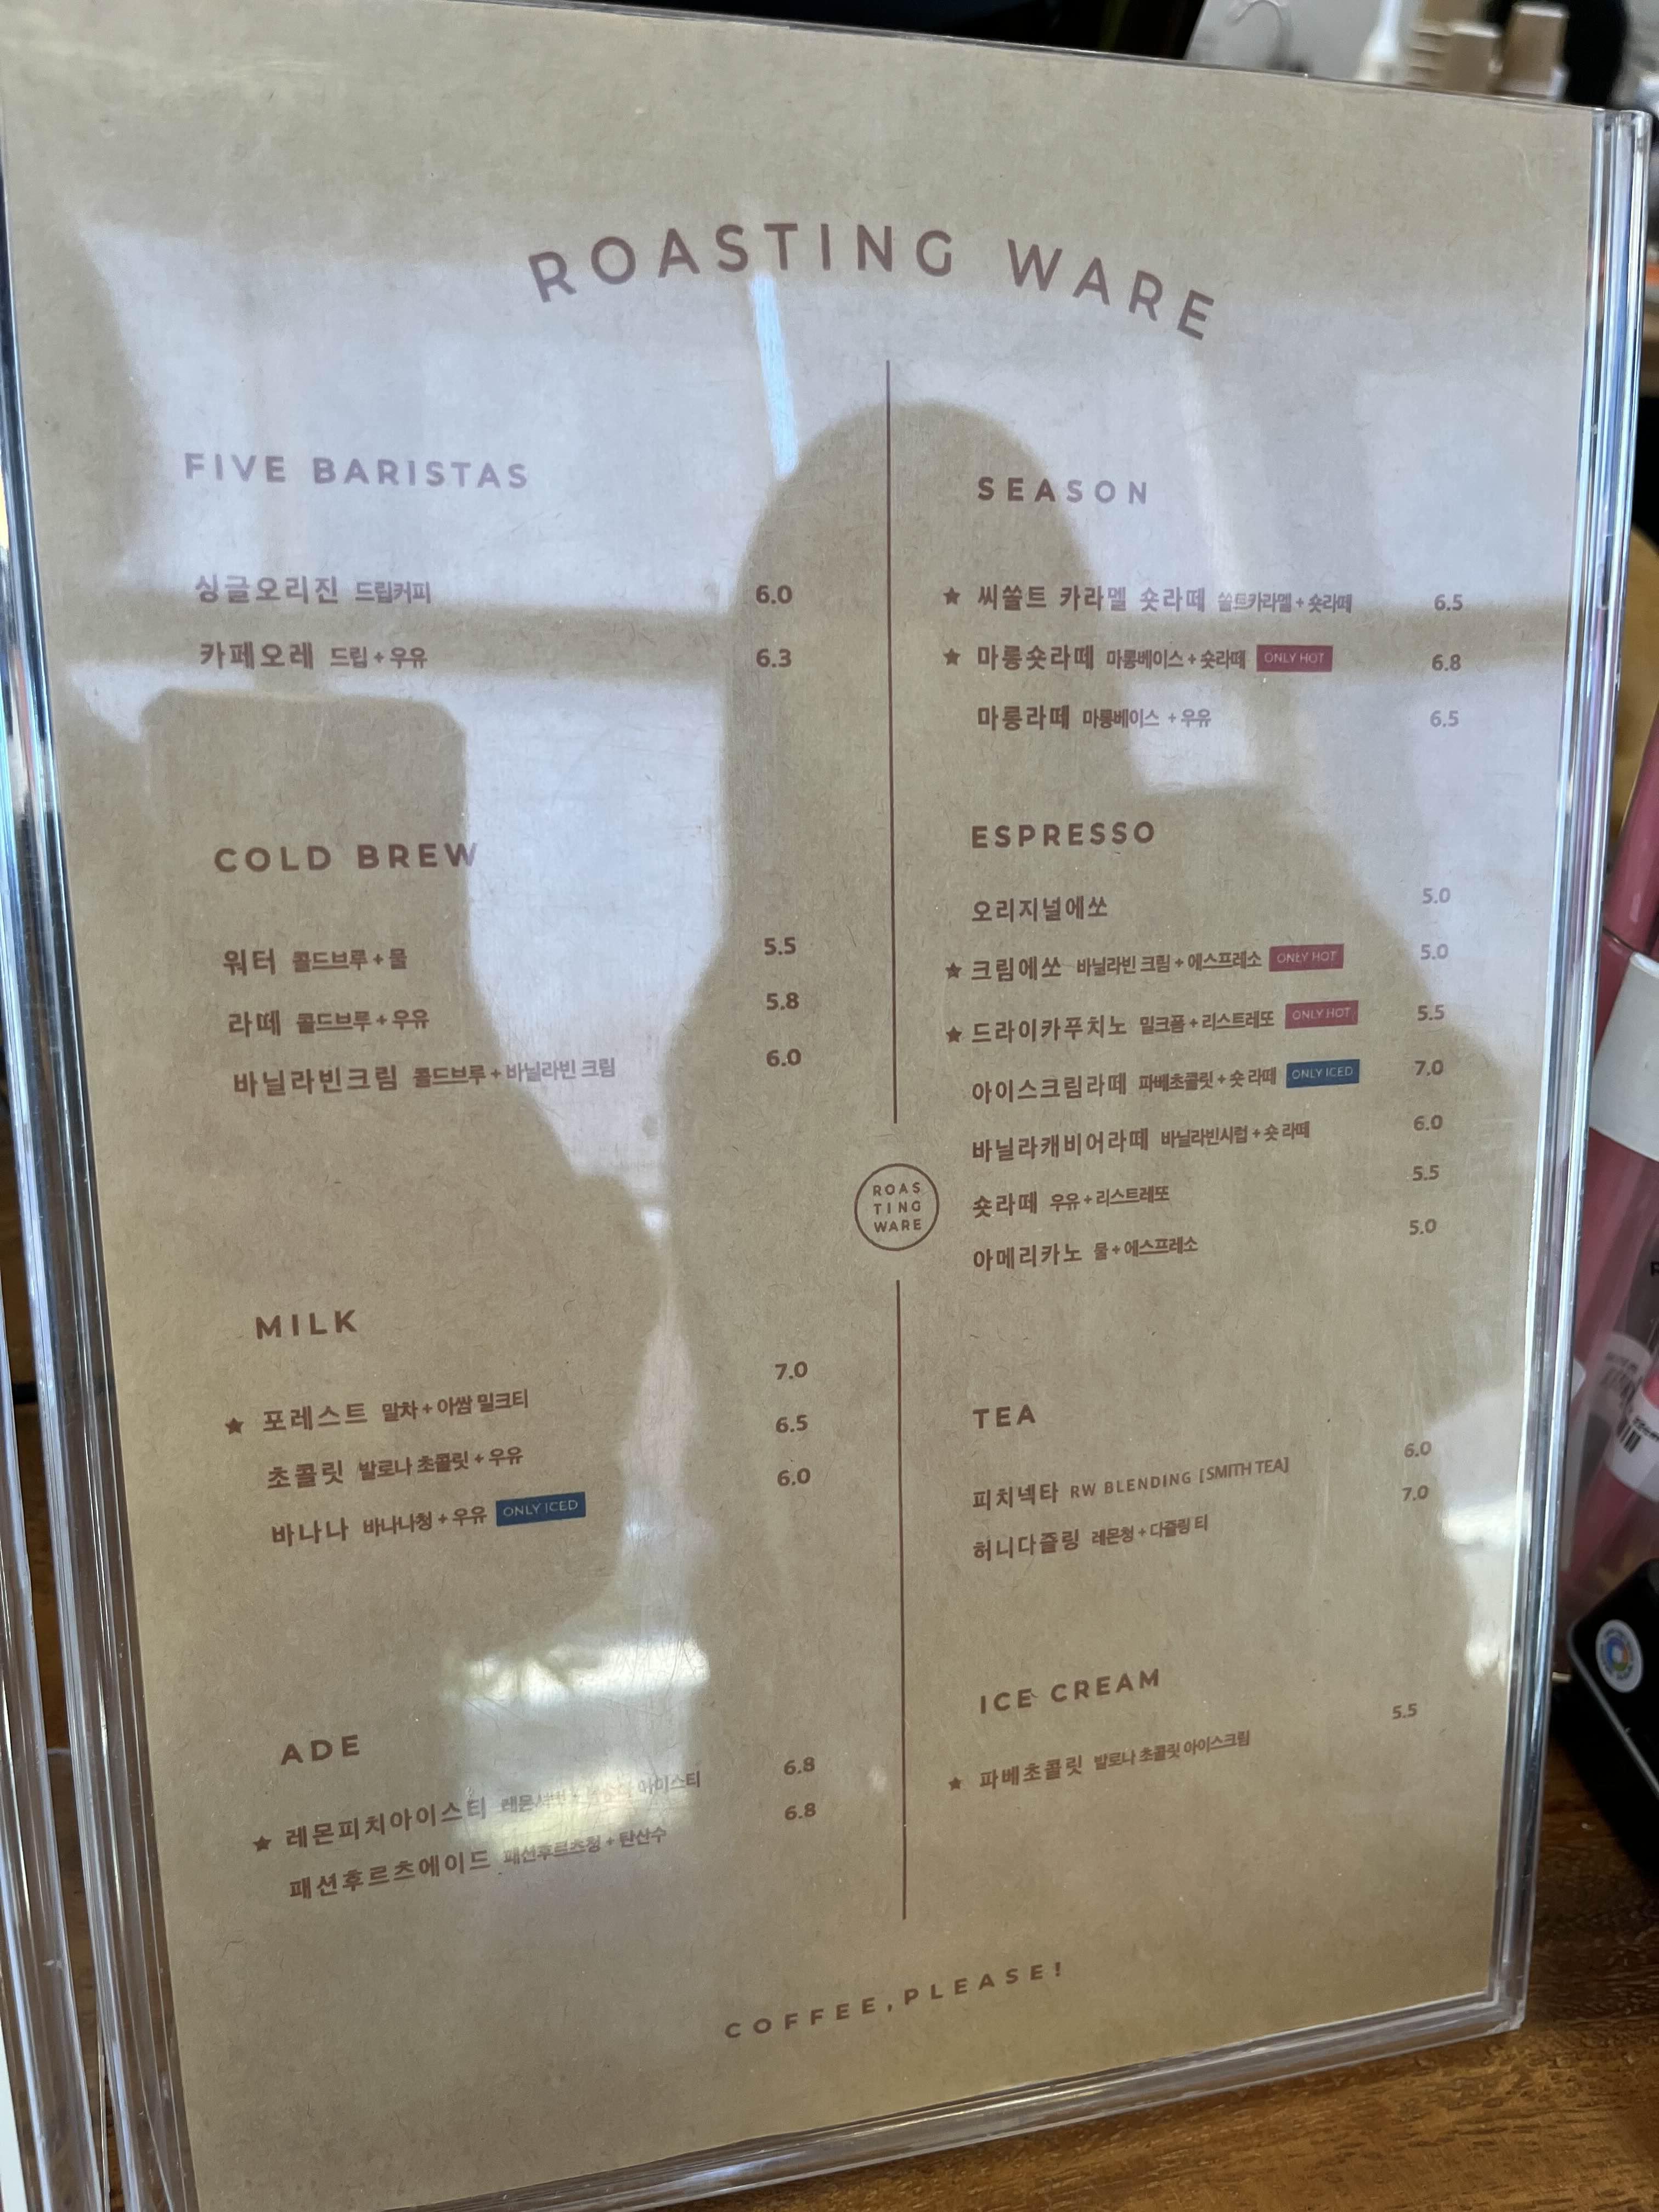 ROASTING WARE
FIVE BARISTAS
싱글오리진 드립커피 6.0
카페오레 드립 + 우유 6.3
COLD BREW
워터 콜드브루 + 물 5.5
라떼 콜드브루 + 우유 5.8
바닐라빈크림 콜드브루 + 바닐라빈 크림 6.0
MILK
★ 포레스트 말차 + 아쌈 밀크티 7.0
초콜릿 발로나 초콜릿 + 우유 6.5
바나나 바나나청 + 우유 ONLY ICED 6.0
ADE
★ 레몬피치아이스티 레몬 아이스티 6.8
패션후르츠에이드 패션후르츠청 + 탄산수 6.8
SEASON
★ 씨쏠트 카라멜 숏라떼 쏠트카라멜 + 숏라떼 6.5
★ 마롱숏라떼 마롱베이스 + 숏라떼 ONLY HOT 6.8
마롱라떼 마롱베이스 + 우유 6.5
ESPRESSO
오리지널에쏘 5.0
★ 크림에쏘 바닐라빈 크림 + 에스프레소 ONLY HOT 5.0
★ 드라이카푸치노 밀크폼 + 리스트레또 ONLY HOT 5.5
아이스크림라떼 파베초콜릿 + 숏 라떼 ONLY ICED 7.0
바닐라캐비어라떼 바닐라빈시럽 + 숏 라떼 6.0
숏라떼 우유 + 리스트레또 5.5
아메리카노 물 + 에스프레소 5.0
ROAS
TING
WARE
TEA
피치넥타 RW BLENDING [SMITH TEA] 6.0
허니다즐링 레몬청 + 다즐링 티 7.0
ICE CREAM
★ 파베초콜릿 발로나 초콜릿 아이스크림 5.5
COFFEE, PLEASE!